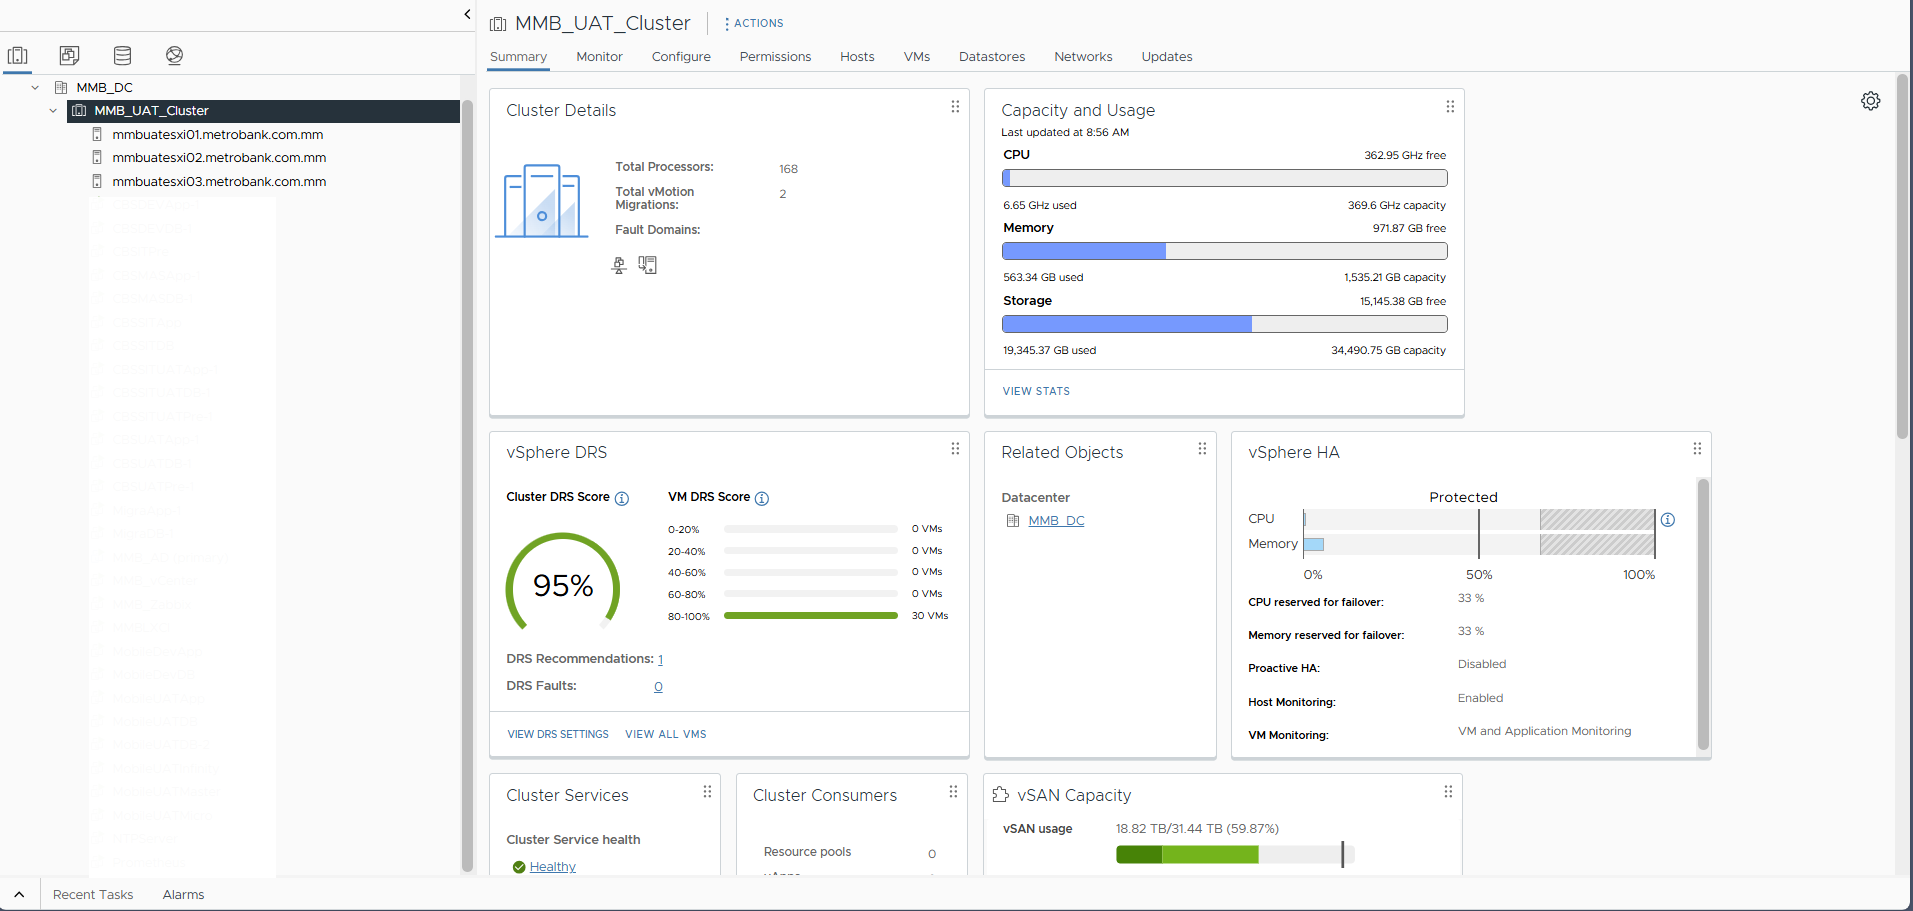 MMB_UAT_Cluster
ACTIONS
Summary Monitor Configure Permissions Hosts VMs Datastores Networks Updates
MMB_DC
MMB_UAT_Cluster
mmbuatesxi01.metrobank.com.mm
mmbuatesxi02.metrobank.com.mm
mmbuatesxi03.metrobank.com.mm
Cluster Details
Total Processors: 168
Total vMotion Migrations: 2
Fault Domains:
Capacity and Usage
Last updated at 8:56 AM
CPU 362.95 GHz free
6.65 GHz used 369.6 GHz capacity
Memory 971.87 GB free
563.34 GB used 1,535.21 GB capacity
Storage 15,145.38 GB free
19,345.37 GB used 34,490.75 GB capacity
VIEW STATS
vSphere DRS
Cluster DRS Score
95%
VM DRS Score
0-20% 0 VMs
20-40% 0 VMs
40-60% 0 VMs
60-80% 0 VMs
80-100% 30 VMs
DRS Recommendations: 1
DRS Faults: 0
VIEW DRS SETTINGS VIEW ALL VMS
Related Objects
Datacenter
MMB_DC
vSphere HA
Protected
CPU
Memory
0% 50% 100%
CPU reserved for failover: 33 %
Memory reserved for failover: 33 %
Proactive HA: Disabled
Host Monitoring: Enabled
VM Monitoring: VM and Application Monitoring
Cluster Services
Cluster Service health
Healthy
Cluster Consumers
Resource pools 0
vSAN Capacity
vSAN usage 18.82 TB/31.44 TB (59.87%)
Recent Tasks Alarms